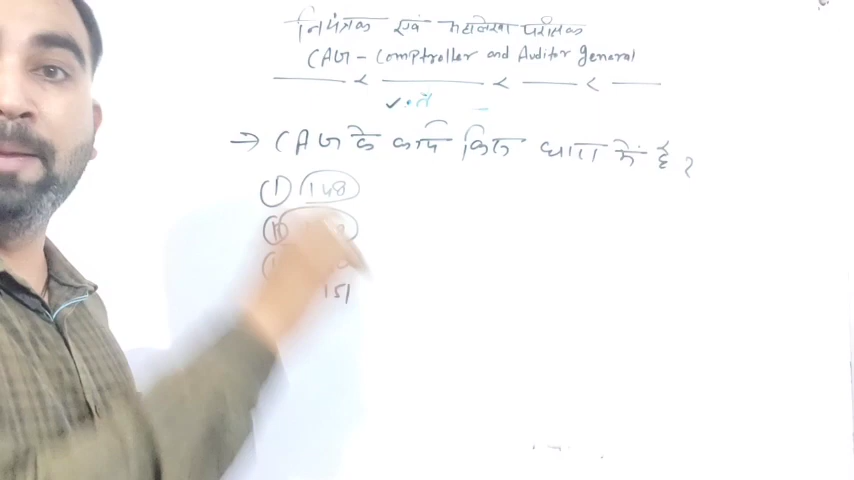 नियंत्रक एवं महालेखा परीक्षक
CAG - Comptroller and Auditor General
→ CAG के कार्य किस धारा में है ?
① 148
151